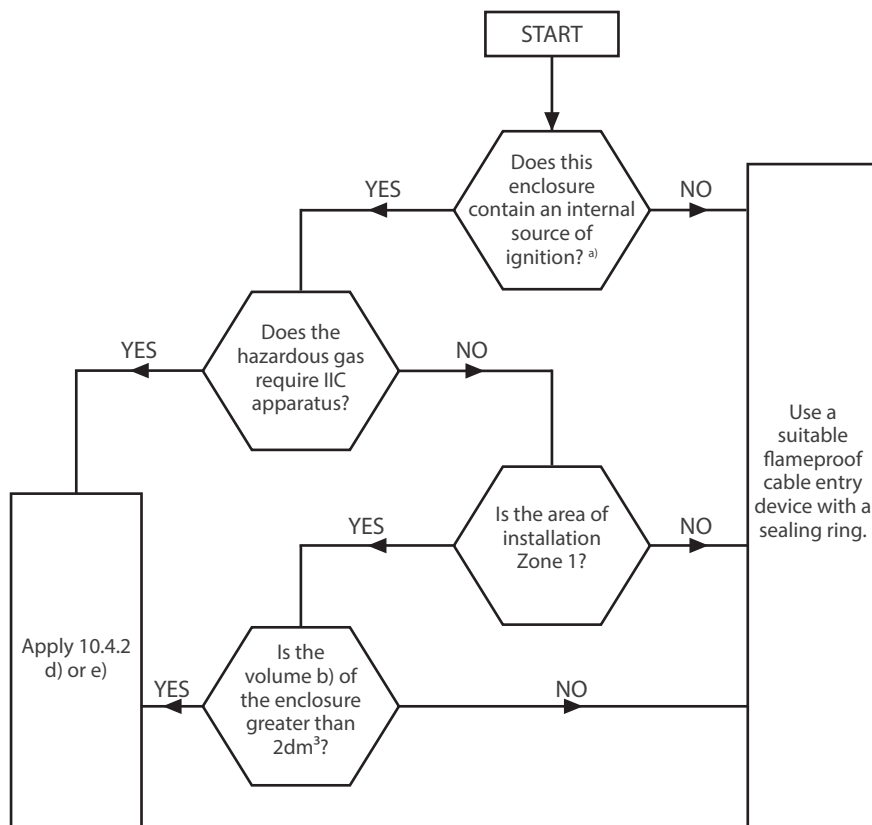 START
Does this
enclosure
contain an internal
source of
ignition? a)
YES
NO
Does the
hazardous gas
require IIC
apparatus?
YES
NO
Use a
suitable
flameproof
cable entry
device with a
sealing ring.
Is the area of
installation
Zone 1?
YES
NO
Is the
volume b) of
the enclosure
greater than
2dm³?
YES
NO
Apply 10.4.2
d) or e)